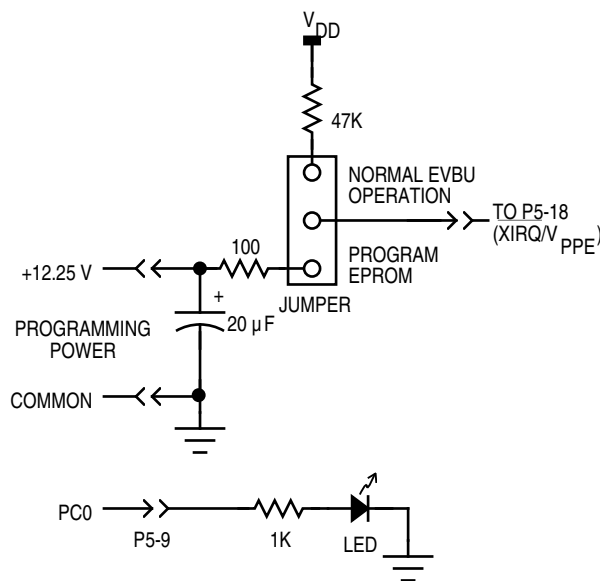 VDD
47K
NORMAL EVBU
OPERATION
TO P5-18
(XIRQ/VPPE)
100
PROGRAM
EPROM
+12.25 V
JUMPER
+
20 µF
PROGRAMMING
POWER
COMMON
PC0
P5-9
1K
LED